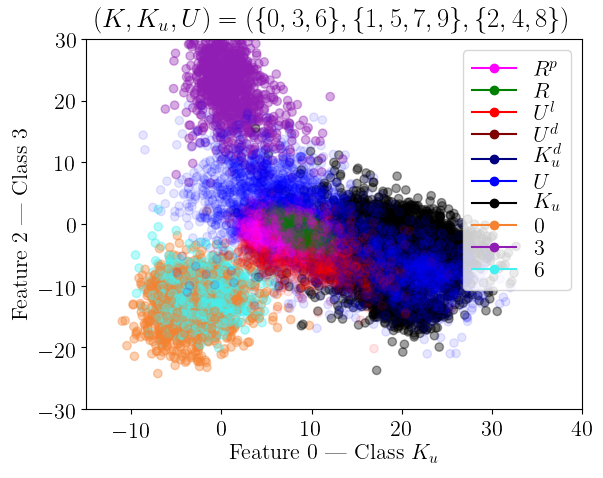 (K, K_u, U) = ({0, 3, 6}, {1, 5, 7, 9}, {2, 4, 8})
30
20
10
0
−10
−20
−30
Feature 2 — Class 3
R^p
R
U^l
U^d
K_u^d
U
K_u
0
3
6
−10
0
10
20
30
40
Feature 0 — Class K_u